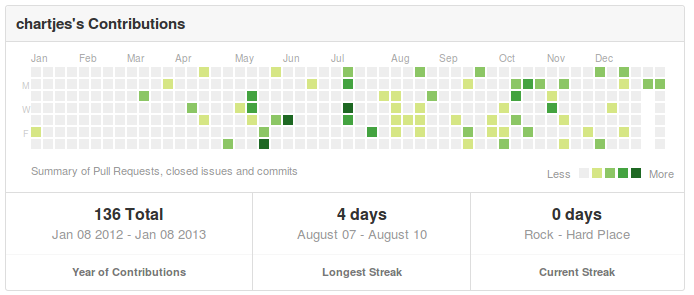 chartjes's Contributions
Jan Feb Mar Apr May Jun Jul Aug Sep Oct Nov Dec
M
W
F
Summary of Pull Requests, closed issues and commits
Less More
136 Total
Jan 08 2012 - Jan 08 2013
Year of Contributions
4 days
August 07 - August 10
Longest Streak
0 days
Rock - Hard Place
Current Streak